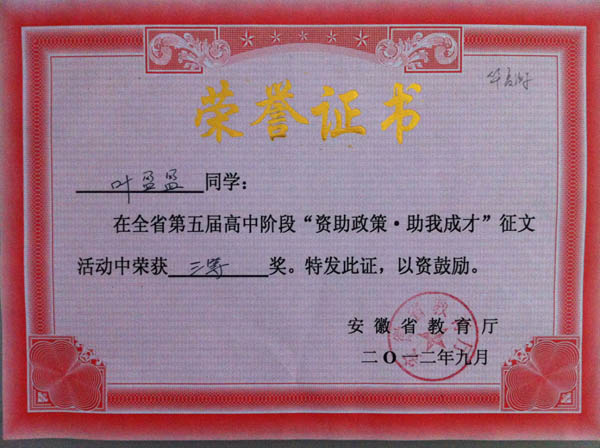 荣誉证书
叶盈盈 同学:
在全省第五届高中阶段“资助政策·助我成才”征文
活动中荣获 三等 奖。特发此证,以资鼓励。
安徽省教育厅
二O一二年九月